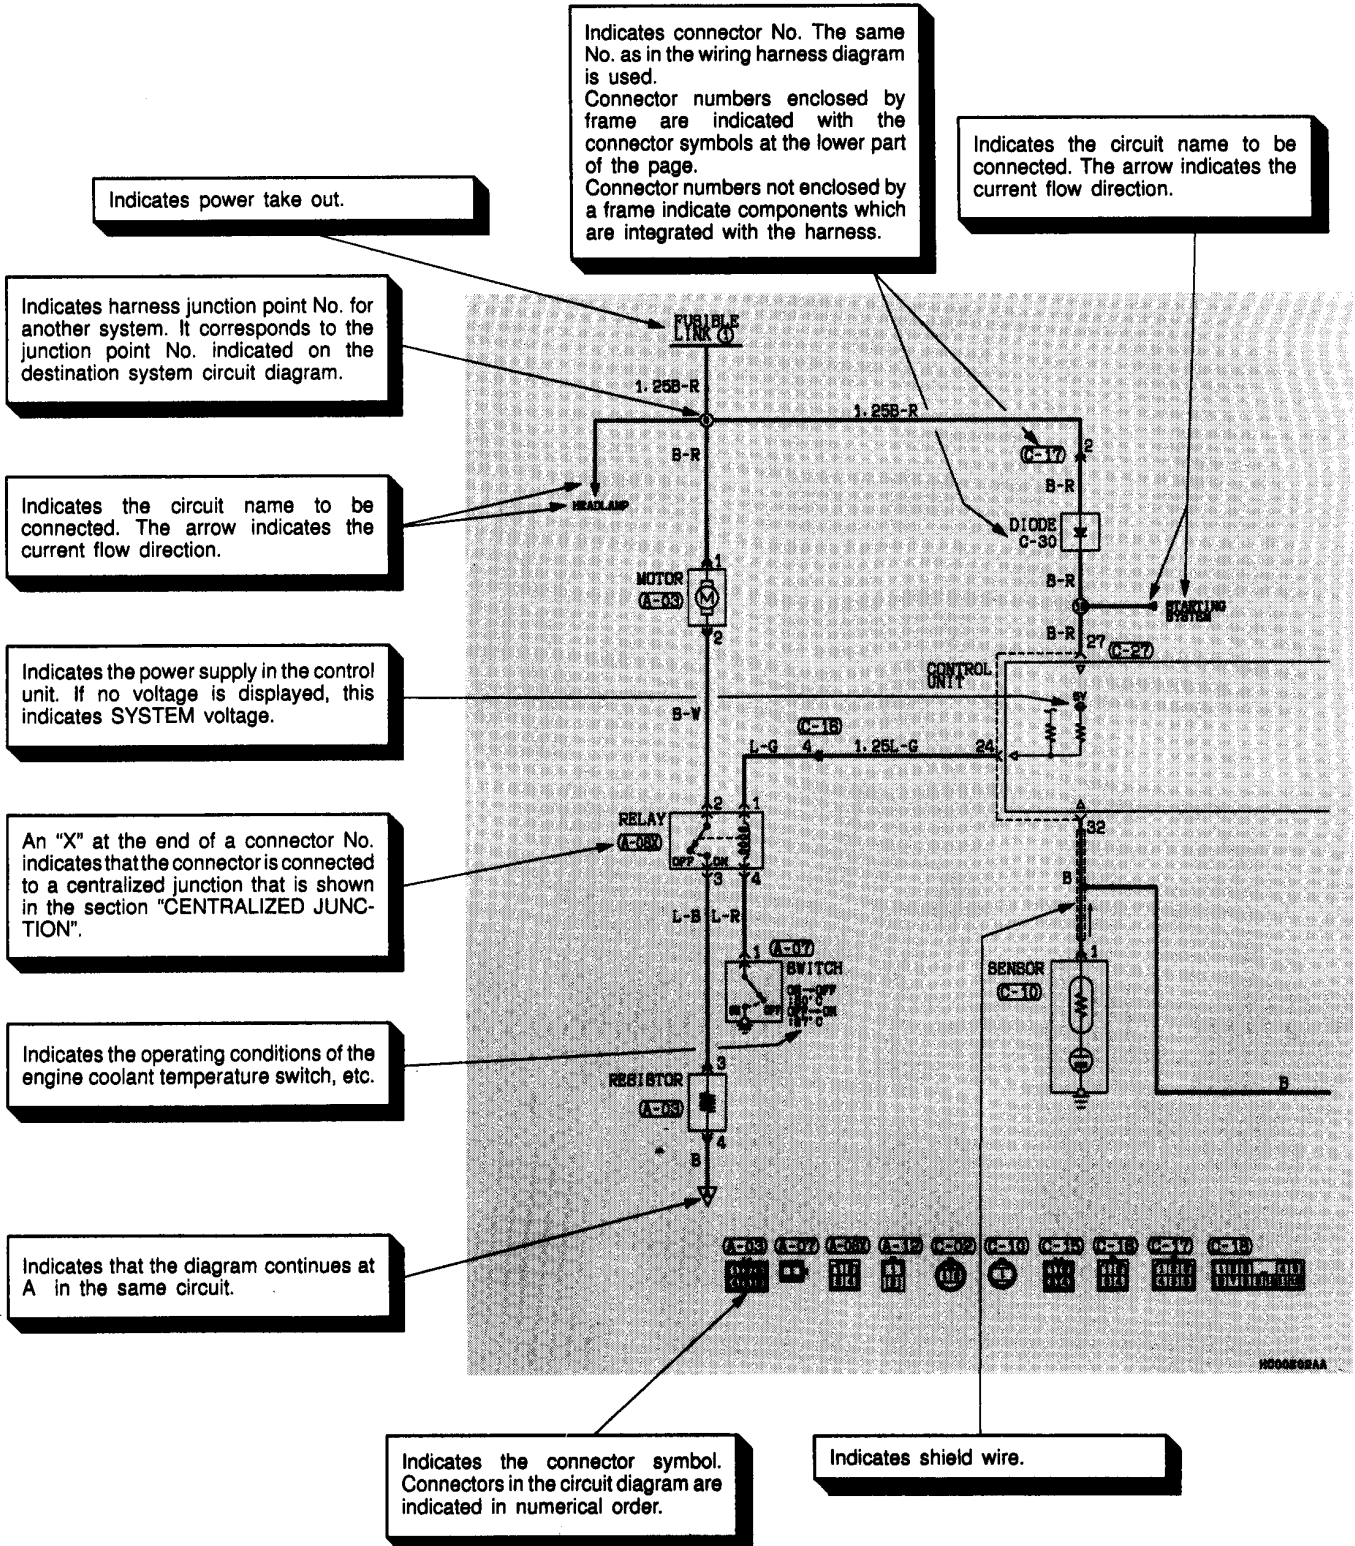 Indicates connector No. The same
No. as in the wiring harness diagram
is used.
Connector numbers enclosed by
frame are indicated with the
connector symbols at the lower part
of the page.
Connector numbers not enclosed by
a frame indicate components which
are integrated with the harness.
Indicates the circuit name to be
connected. The arrow indicates the
current flow direction.
Indicates power take out.
Indicates harness junction point No. for
another system. It corresponds to the
junction point No. indicated on the
destination system circuit diagram.
Indicates the circuit name to be
connected. The arrow indicates the
current flow direction.
Indicates the power supply in the control
unit. If no voltage is displayed, this
indicates SYSTEM voltage.
An "X" at the end of a connector No.
indicates that the connector is connected
to a centralized junction that is shown
in the section "CENTRALIZED JUNC-
TION".
Indicates the operating conditions of the
engine coolant temperature switch, etc.
Indicates that the diagram continues at
A in the same circuit.
FUSIBLE
LINK ①
1.25B-R
1.25B-R
B-R
HEADLAMP
C-17
2
B-R
DIODE
C-30
B-R
STARTING
SYSTEM
B-R
27
C-27
MOTOR
A-03
1
M
2
CONTROL
UNIT
5V
B-W
C-16
L-G
4
1.25L-G
24
2
1
RELAY
A-08X
OFF
ON
3
4
32
B
L-B
L-R
1
A-07
SWITCH
ON→OFF
OFF→ON
ON
OFF
1
SENSOR
C-10
3
RESISTOR
A-03
4
B
B
A-03
A-07
A-08X
A-12
C-02
C-10
C-15
C-16
C-17
C-18
Indicates the connector symbol.
Connectors in the circuit diagram are
indicated in numerical order.
Indicates shield wire.